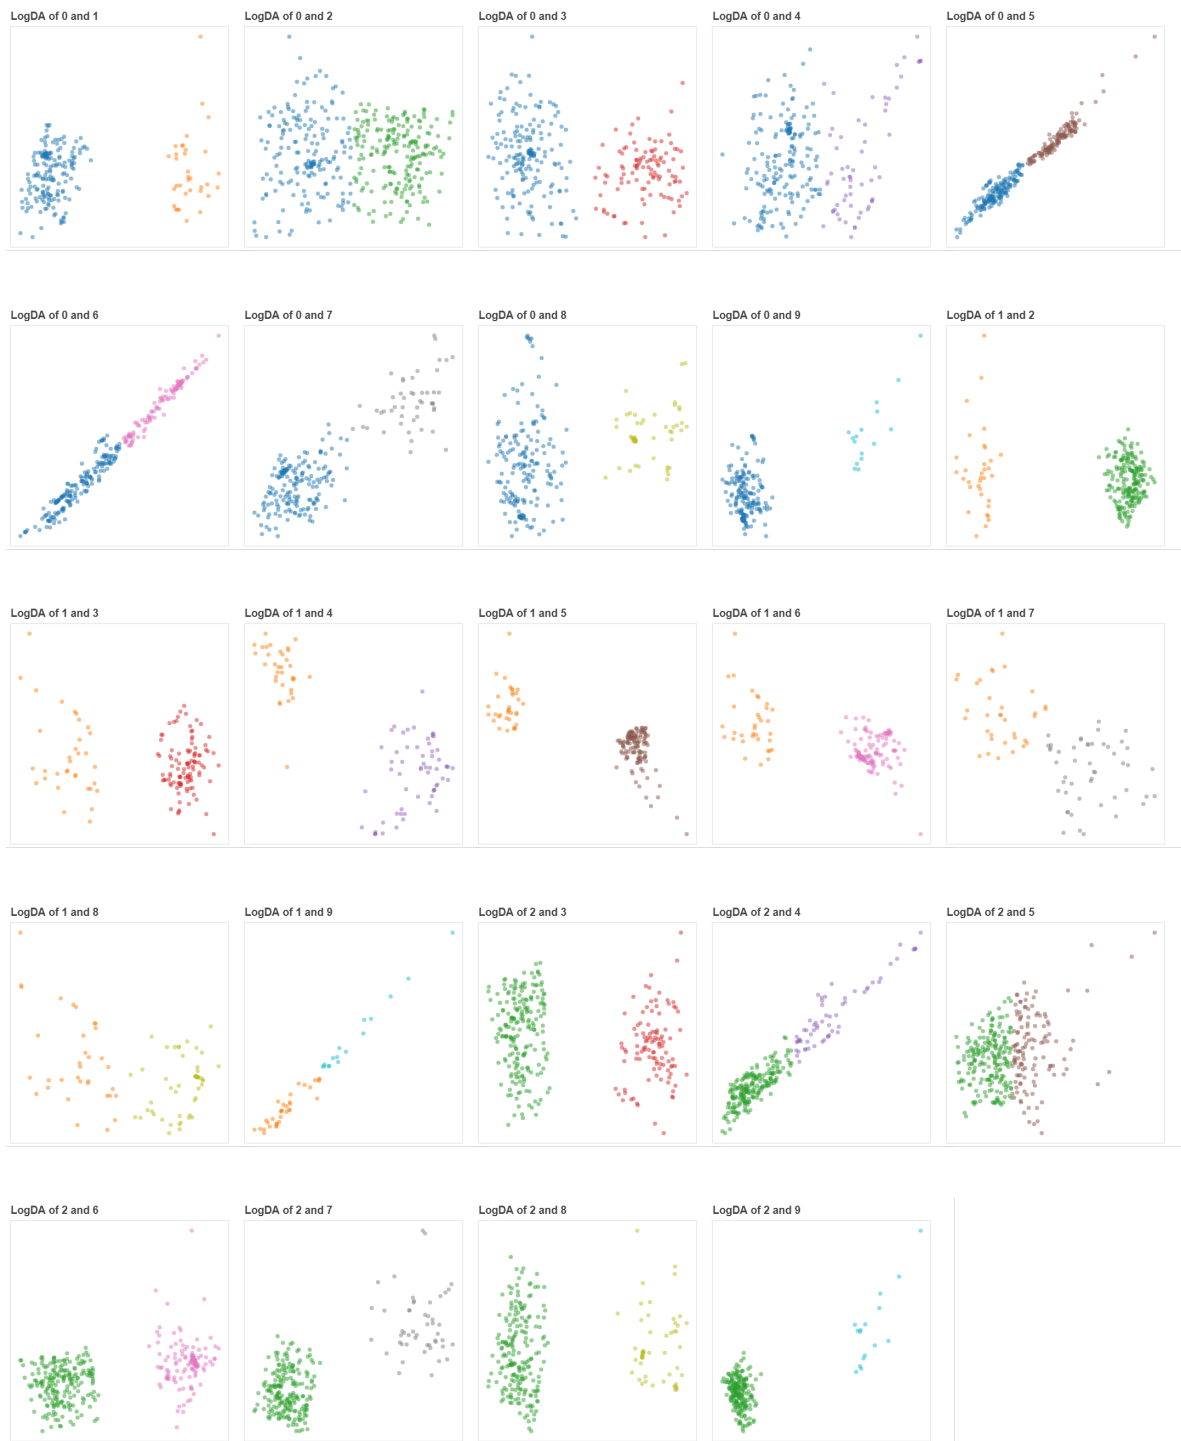 LogDA of 0 and 1
LogDA of 0 and 2
LogDA of 0 and 3
LogDA of 0 and 4
LogDA of 0 and 5
LogDA of 0 and 6
LogDA of 0 and 7
LogDA of 0 and 8
LogDA of 0 and 9
LogDA of 1 and 2
LogDA of 1 and 3
LogDA of 1 and 4
LogDA of 1 and 5
LogDA of 1 and 6
LogDA of 1 and 7
LogDA of 1 and 8
LogDA of 1 and 9
LogDA of 2 and 3
LogDA of 2 and 4
LogDA of 2 and 5
LogDA of 2 and 6
LogDA of 2 and 7
LogDA of 2 and 8
LogDA of 2 and 9